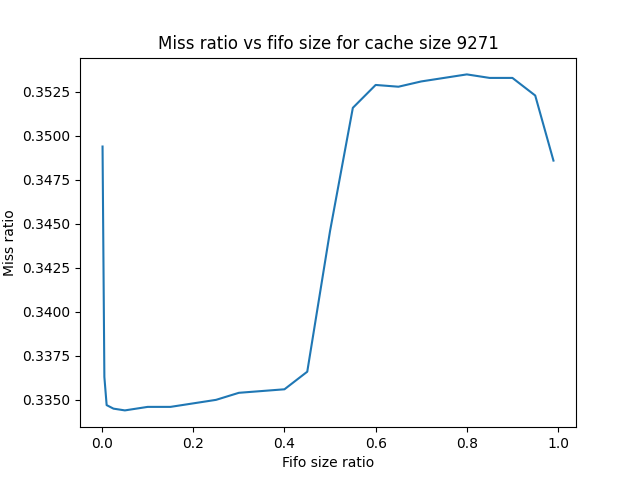 Miss ratio vs fifo size for cache size 9271
0.3525
0.3500
0.3475
0.3450
0.3425
0.3400
0.3375
0.3350
Miss ratio
0.0 0.2 0.4 0.6 0.8 1.0
Fifo size ratio